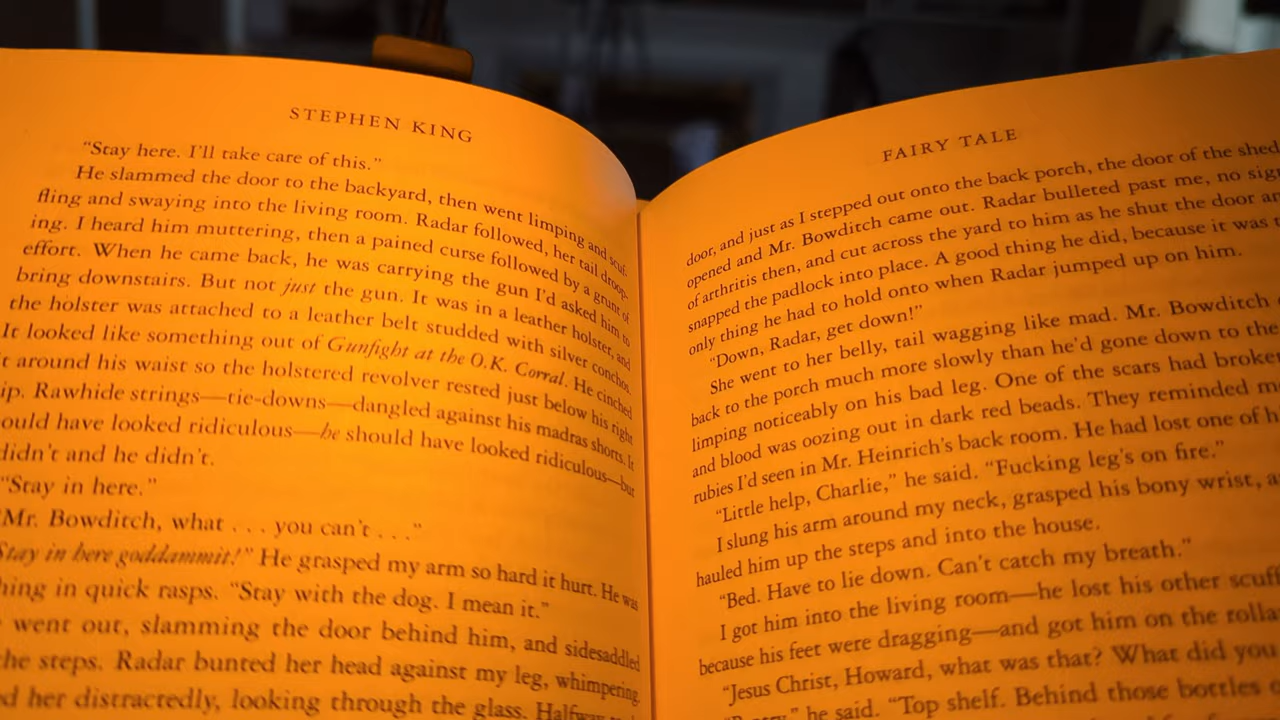 STEPHEN KING
“Stay here. I’ll take care of this.”
He slammed the door to the backyard, then went limping and scuf-
fling and swaying into the living room. Radar followed, her tail droop-
ing. I heard him muttering, then a pained curse followed by a grunt of
effort. When he came back, he was carrying the gun I’d asked him to
bring downstairs. But not just the gun. It was in a leather holster, and
the holster was attached to a leather belt studded with silver conchos.
It looked like something out of Gunfight at the O.K. Corral. He cinched
t around his waist so the holstered revolver rested just below his right
ip. Rawhide strings—tie-downs—dangled against his madras shorts. It
ould have looked ridiculous—he should have looked ridiculous—but
didn’t and he didn’t.
“Stay in here.”
“Mr. Bowditch, what . . . you can’t . . .”
Stay in here goddammit!” He grasped my arm so hard it hurt. He was
hing in quick rasps. “Stay with the dog. I mean it.”
went out, slamming the door behind him, and sidesaddled
he steps. Radar bunted her head against my leg, whimpering.
d her distractedly, looking through the glass. Halfway
FAIRY TALE
door, and just as I stepped out onto the back porch, the door of the shed
opened and Mr. Bowditch came out. Radar bulleted past me, no sig
of arthritis then, and cut across the yard to him as he shut the door an
snapped the padlock into place. A good thing he did, because it was
only thing he had to hold onto when Radar jumped up on him.
“Down, Radar, get down!”
She went to her belly, tail wagging like mad. Mr. Bowditch
back to the porch much more slowly than he’d gone down to the
limping noticeably on his bad leg. One of the scars had broken
and blood was oozing out in dark red beads. They reminded m
rubies I’d seen in Mr. Heinrich’s back room. He had lost one of h
“Little help, Charlie,” he said. “Fucking leg’s on fire.”
I slung his arm around my neck, grasped his bony wrist, a
hauled him up the steps and into the house.
“Bed. Have to lie down. Can’t catch my breath.”
I got him into the living room—he lost his other scuff
because his feet were dragging—and got him on the rolla
“Jesus Christ, Howard, what was that? What did you
he said. “Top shelf. Behind those bottles